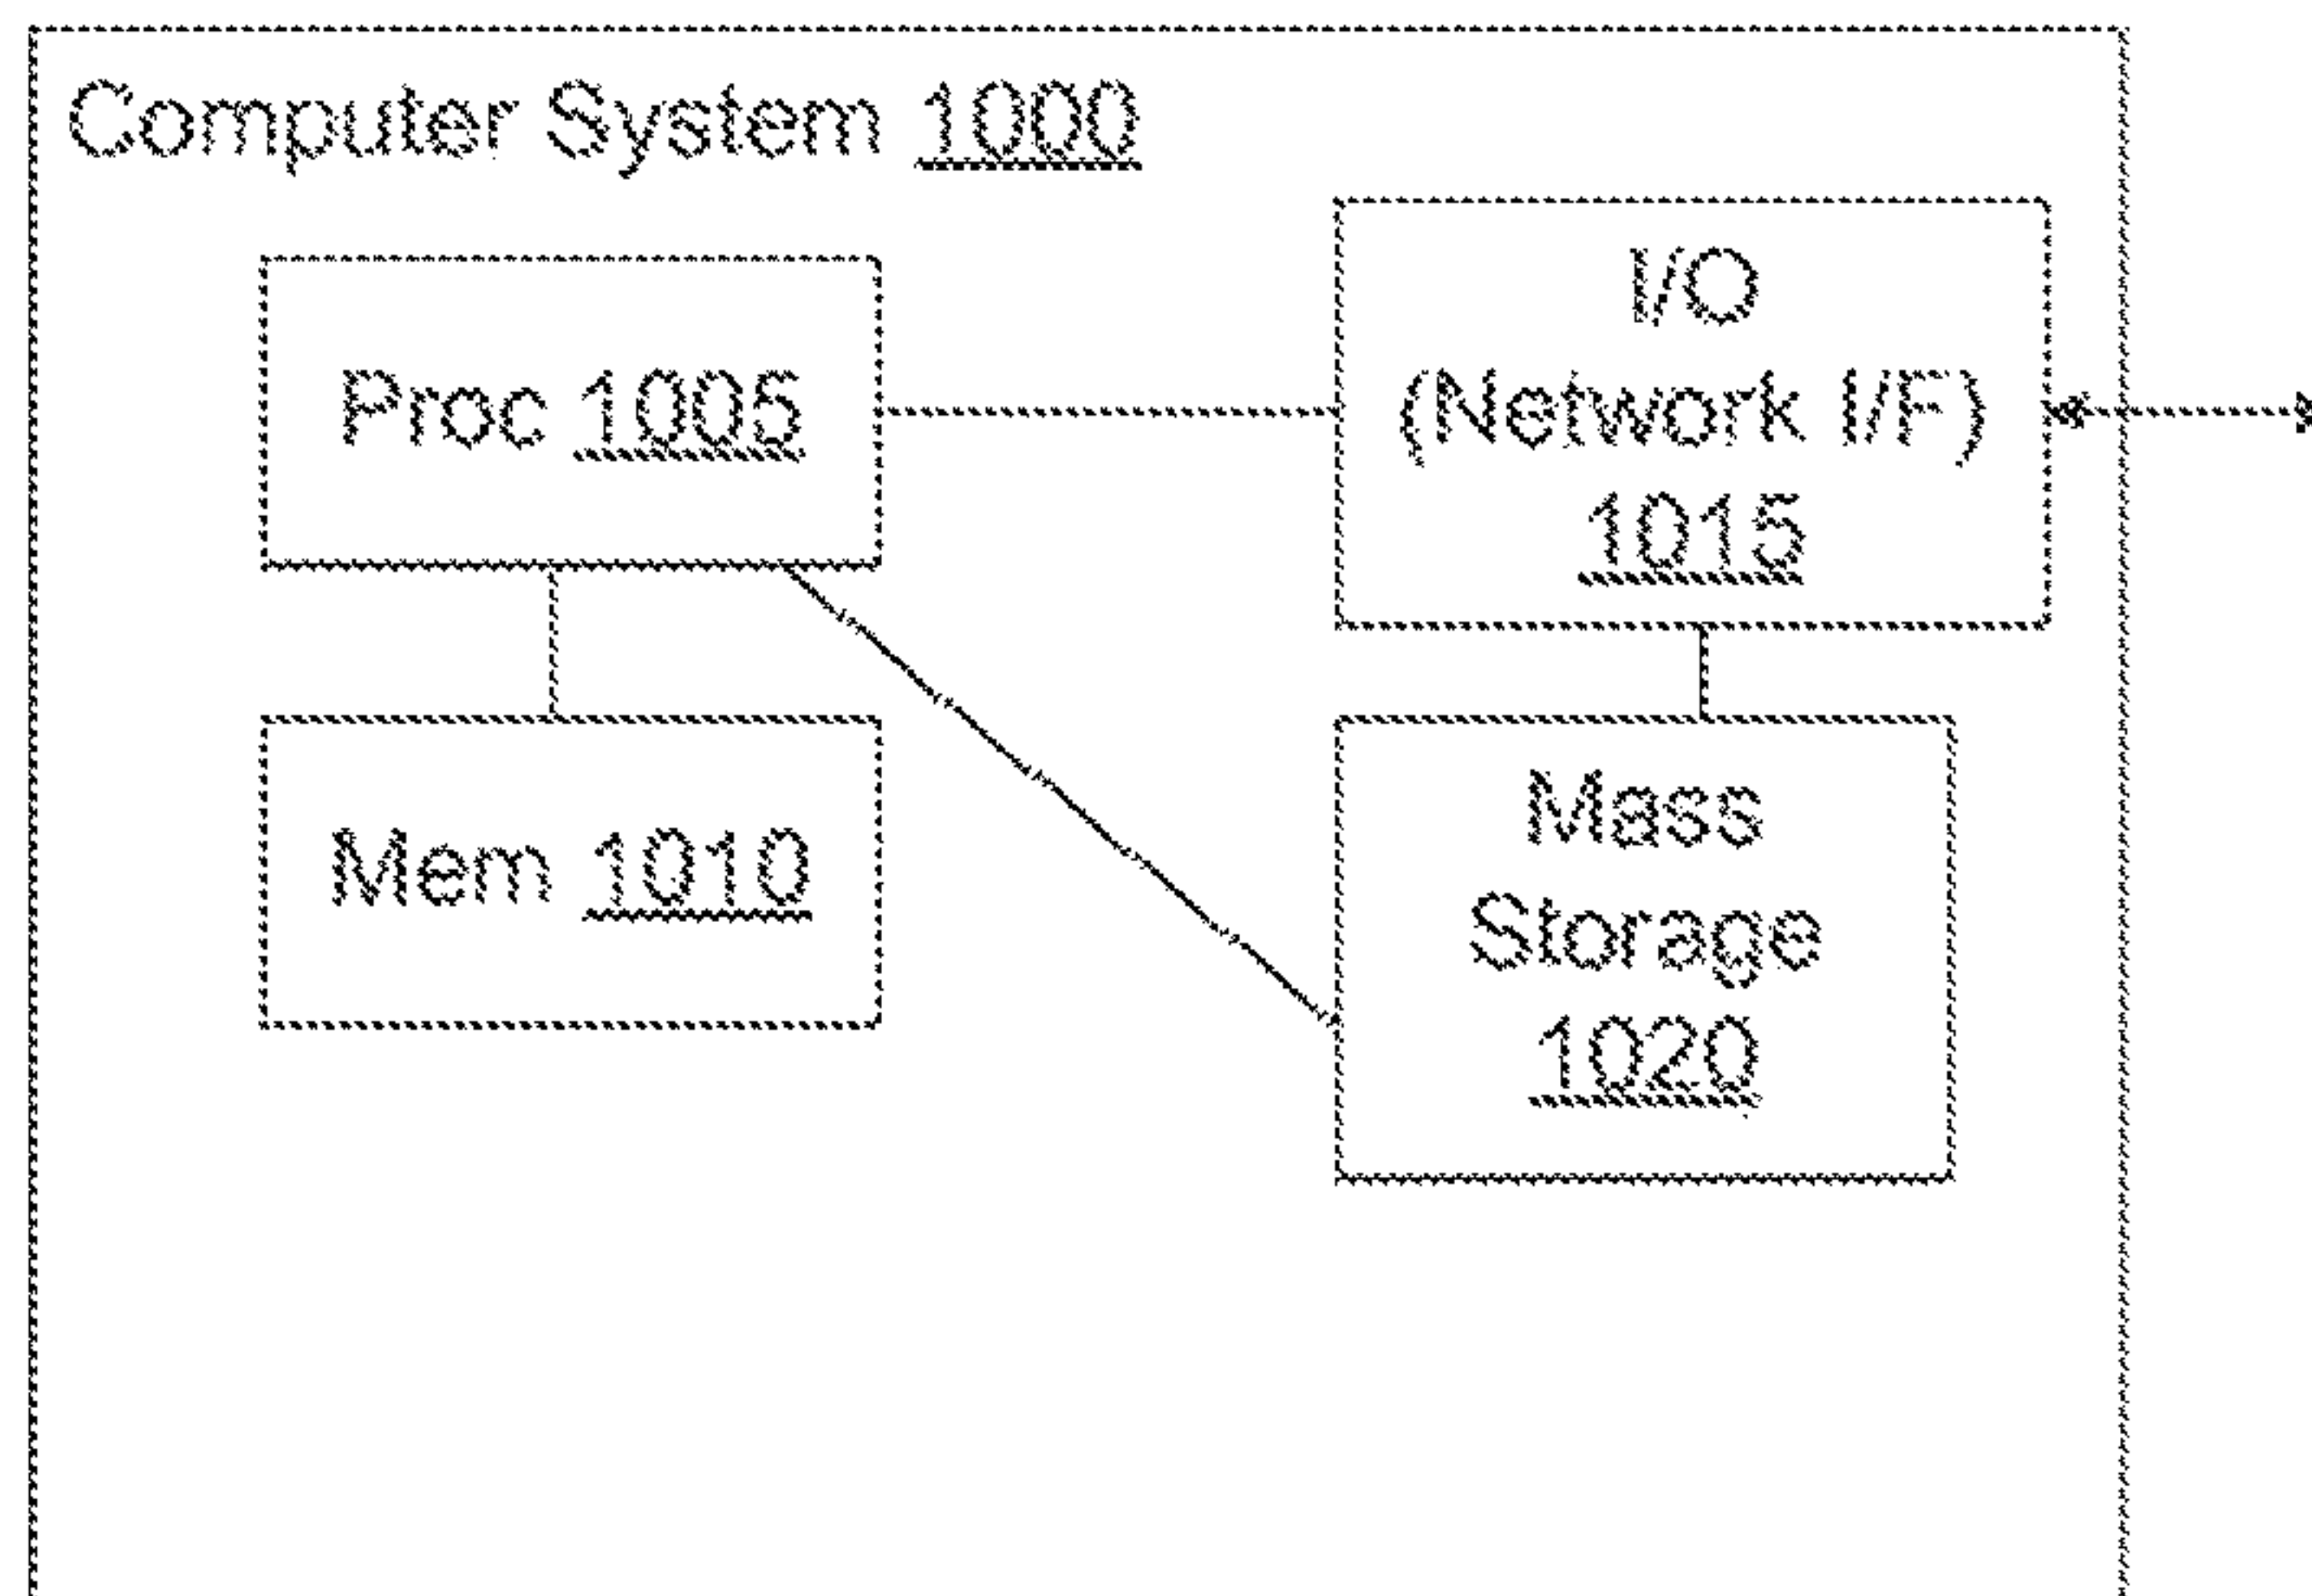 Computer System 1000
Proc 1005
I/O
(Network I/F)
1015
Mem 1010
Mass
Storage
1020